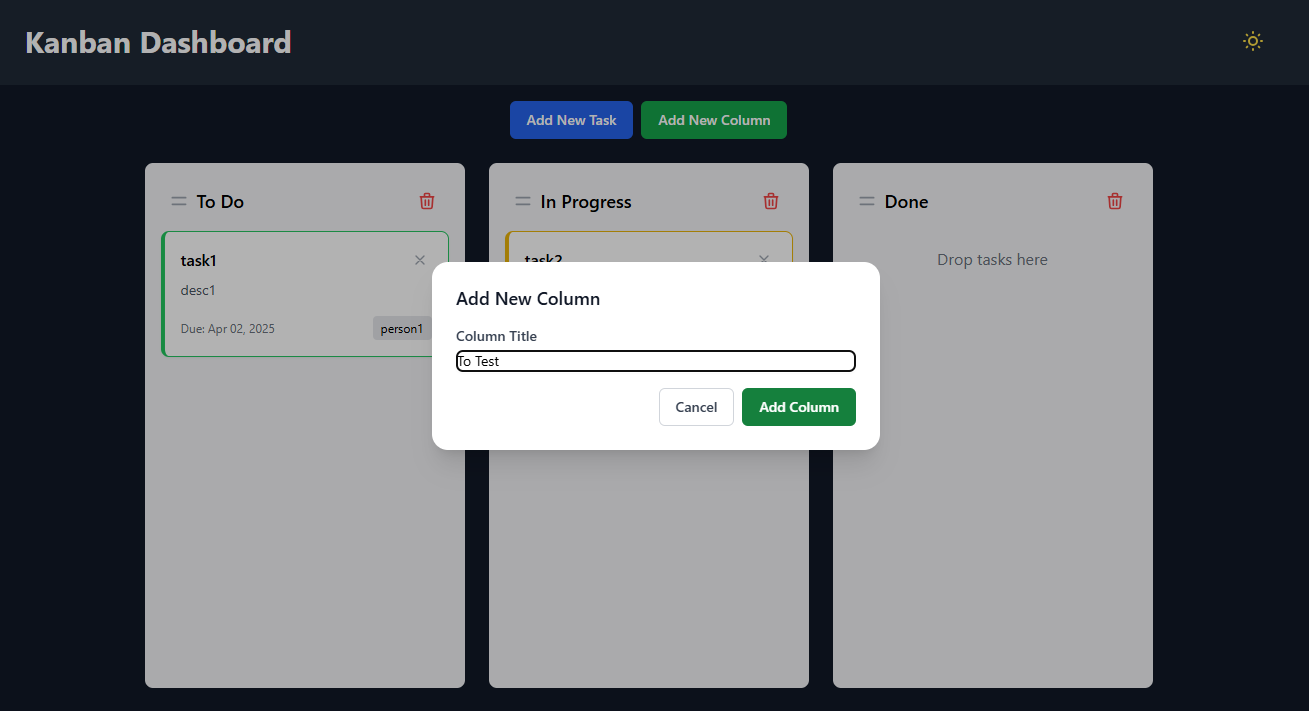 Kanban Dashboard
Add New Task
Add New Column
To Do
In Progress
Done
task1
task2
Drop tasks here
desc1
Due: Apr 02, 2025
person1
Add New Column
Column Title
To Test
Cancel
Add Column